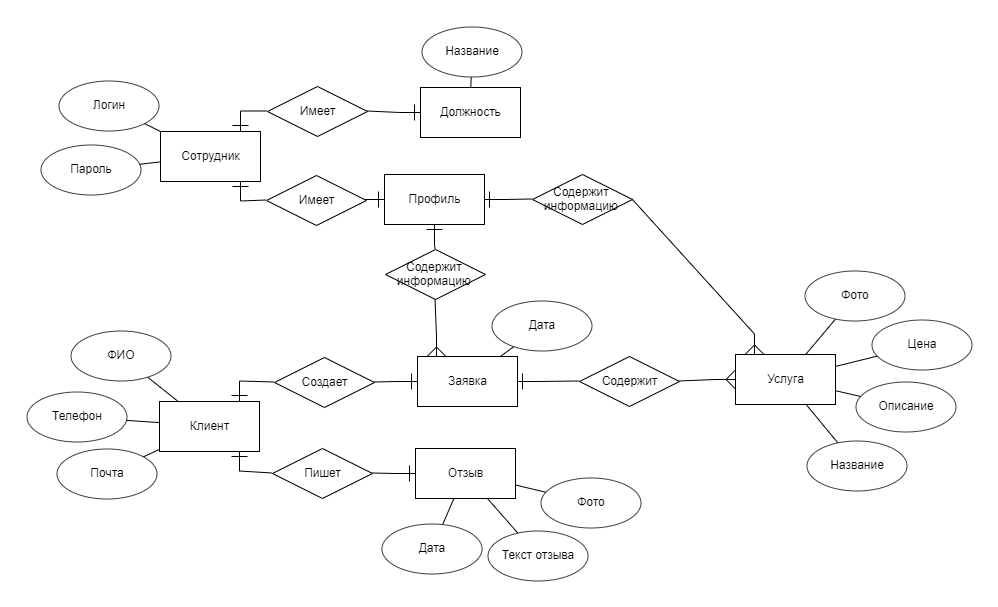 Название
Логин
Имеет
Должность
Сотрудник
Пароль
Имеет
Профиль
Содержит
информацию
Содержит
информацию
Фото
Дата
Цена
ФИО
Создает
Заявка
Содержит
Услуга
Описание
Телефон
Клиент
Название
Почта
Пишет
Отзыв
Фото
Дата
Текст отзыва